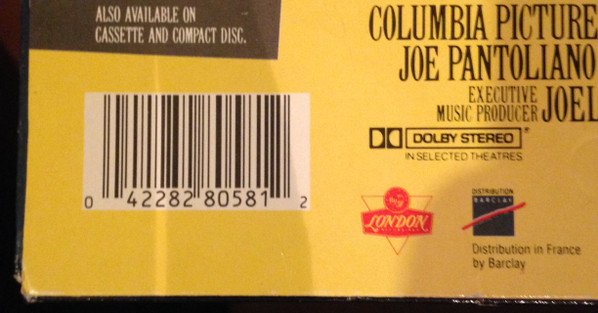 ALSO AVAILABLE ON
CASSETTE AND COMPACT DISC.
COLUMBIA PICTURE
JOE PANTOLIANO
EXECUTIVE
MUSIC PRODUCER JOEL
DOLBY STEREO
IN SELECTED THEATRES
0 42282 80581 2
LONDON
DISTRIBUTION
BARCLAY
Distribution in France
by Barclay